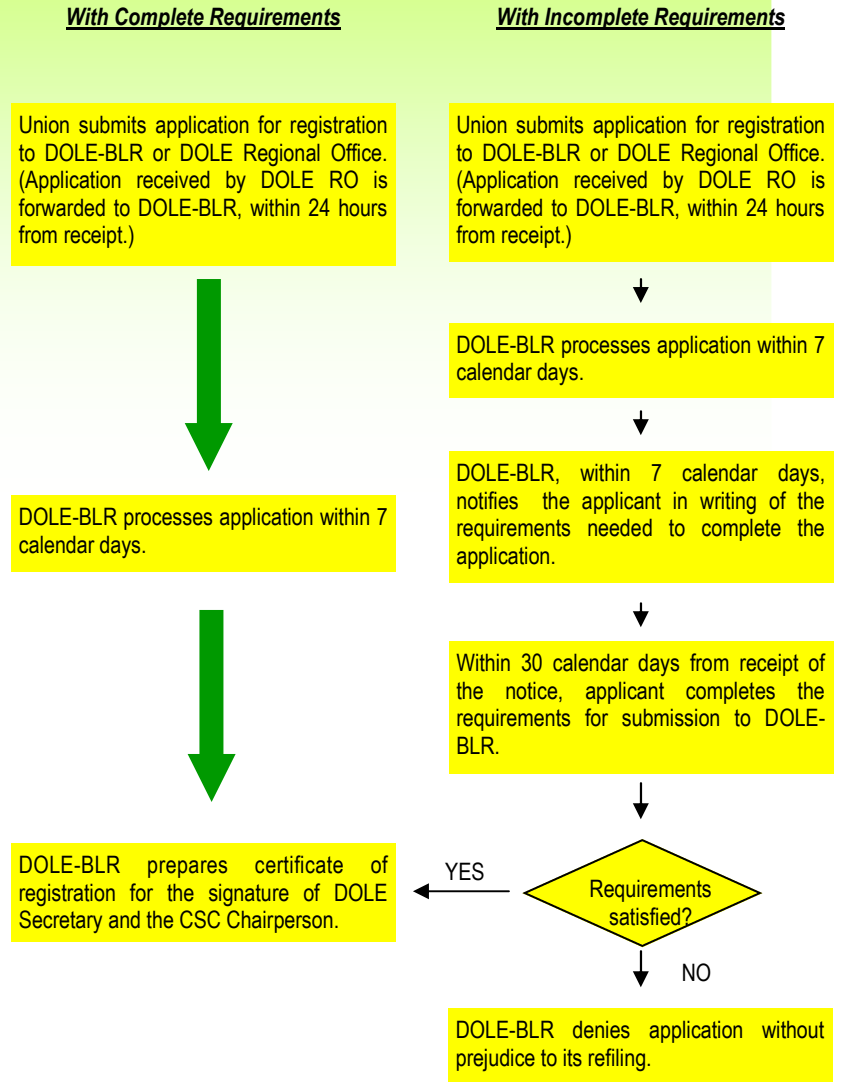 With Complete Requirements
Union submits application for registration
to DOLE-BLR or DOLE Regional Office.
(Application received by DOLE RO is
forwarded to DOLE-BLR, within 24 hours
from receipt.)
DOLE-BLR processes application within 7
calendar days.
DOLE-BLR prepares certificate of
registration for the signature of DOLE
Secretary and the CSC Chairperson.
With Incomplete Requirements
Union submits application for registration
to DOLE-BLR or DOLE Regional Office.
(Application received by DOLE RO is
forwarded to DOLE-BLR, within 24 hours
from receipt.)
DOLE-BLR processes application within 7
calendar days.
DOLE-BLR, within 7 calendar days,
notifies the applicant in writing of the
requirements needed to complete the
application.
Within 30 calendar days from receipt of
the notice, applicant completes the
requirements for submission to DOLE-
BLR.
Requirements
satisfied?
YES
NO
DOLE-BLR denies application without
prejudice to its refiling.